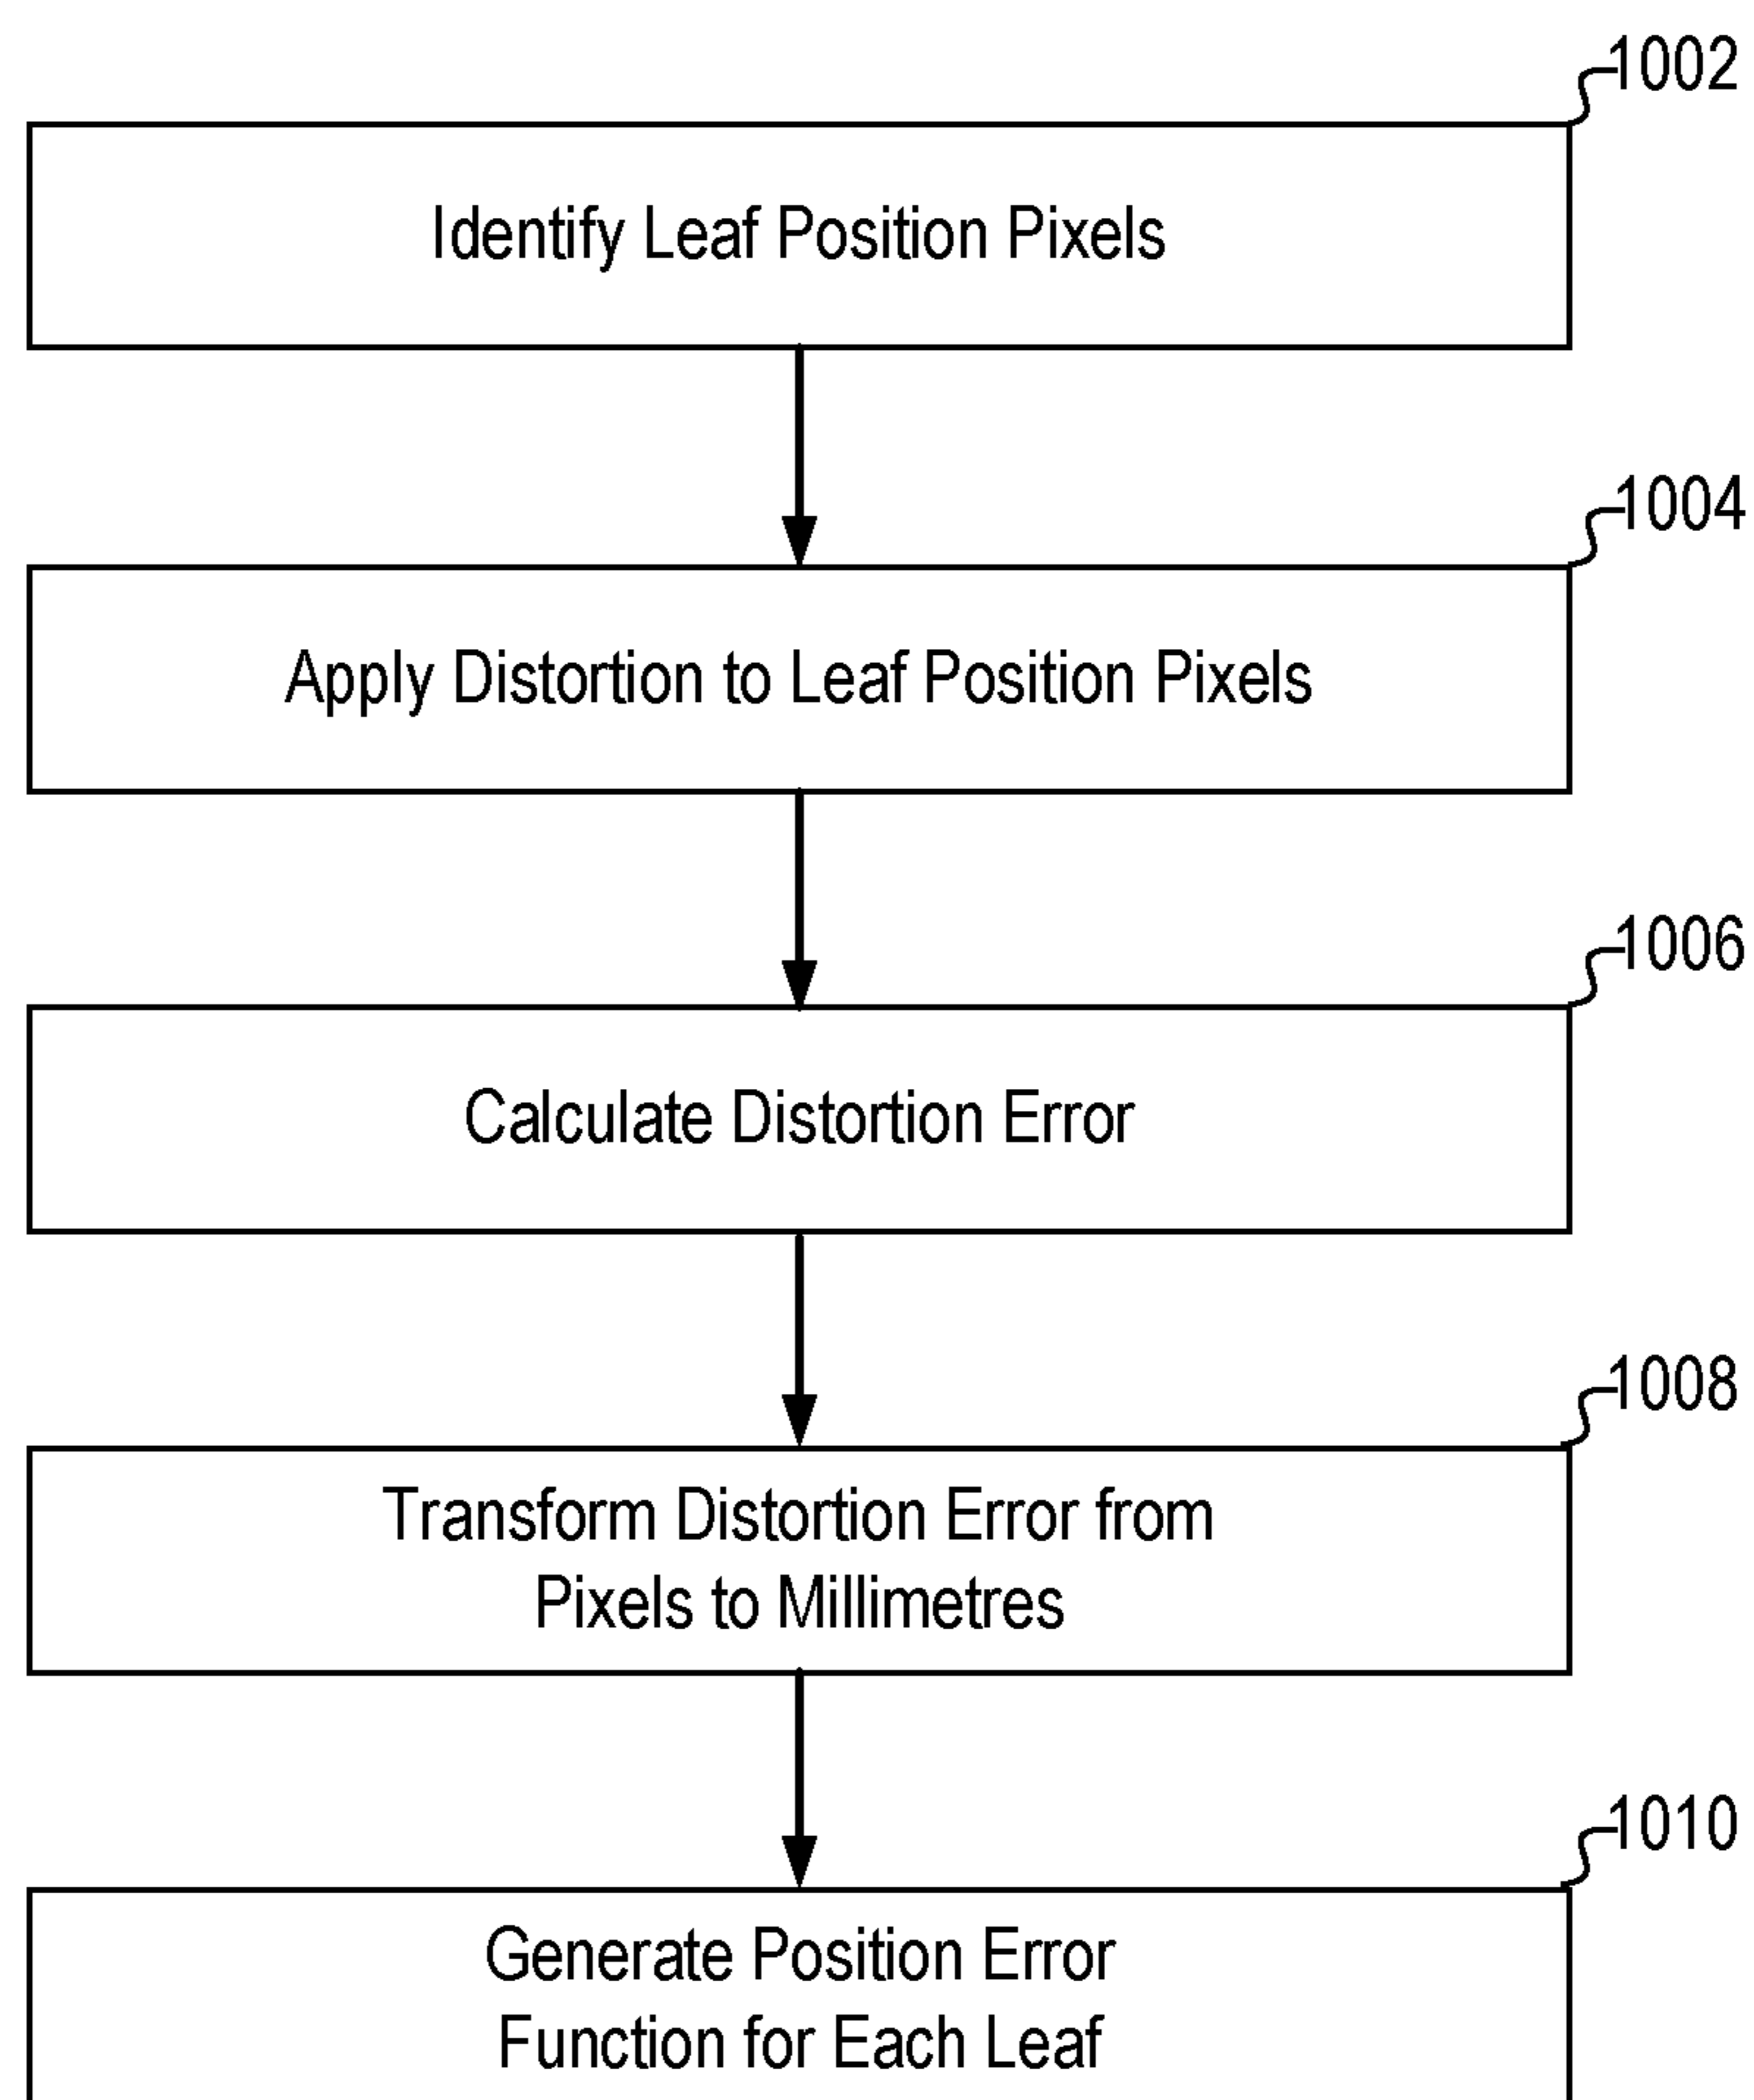 1002
Identify Leaf Position Pixels
1004
Apply Distortion to Leaf Position Pixels
1006
Calculate Distortion Error
1008
Transform Distortion Error from
Pixels to Millimetres
1010
Generate Position Error
Function for Each Leaf